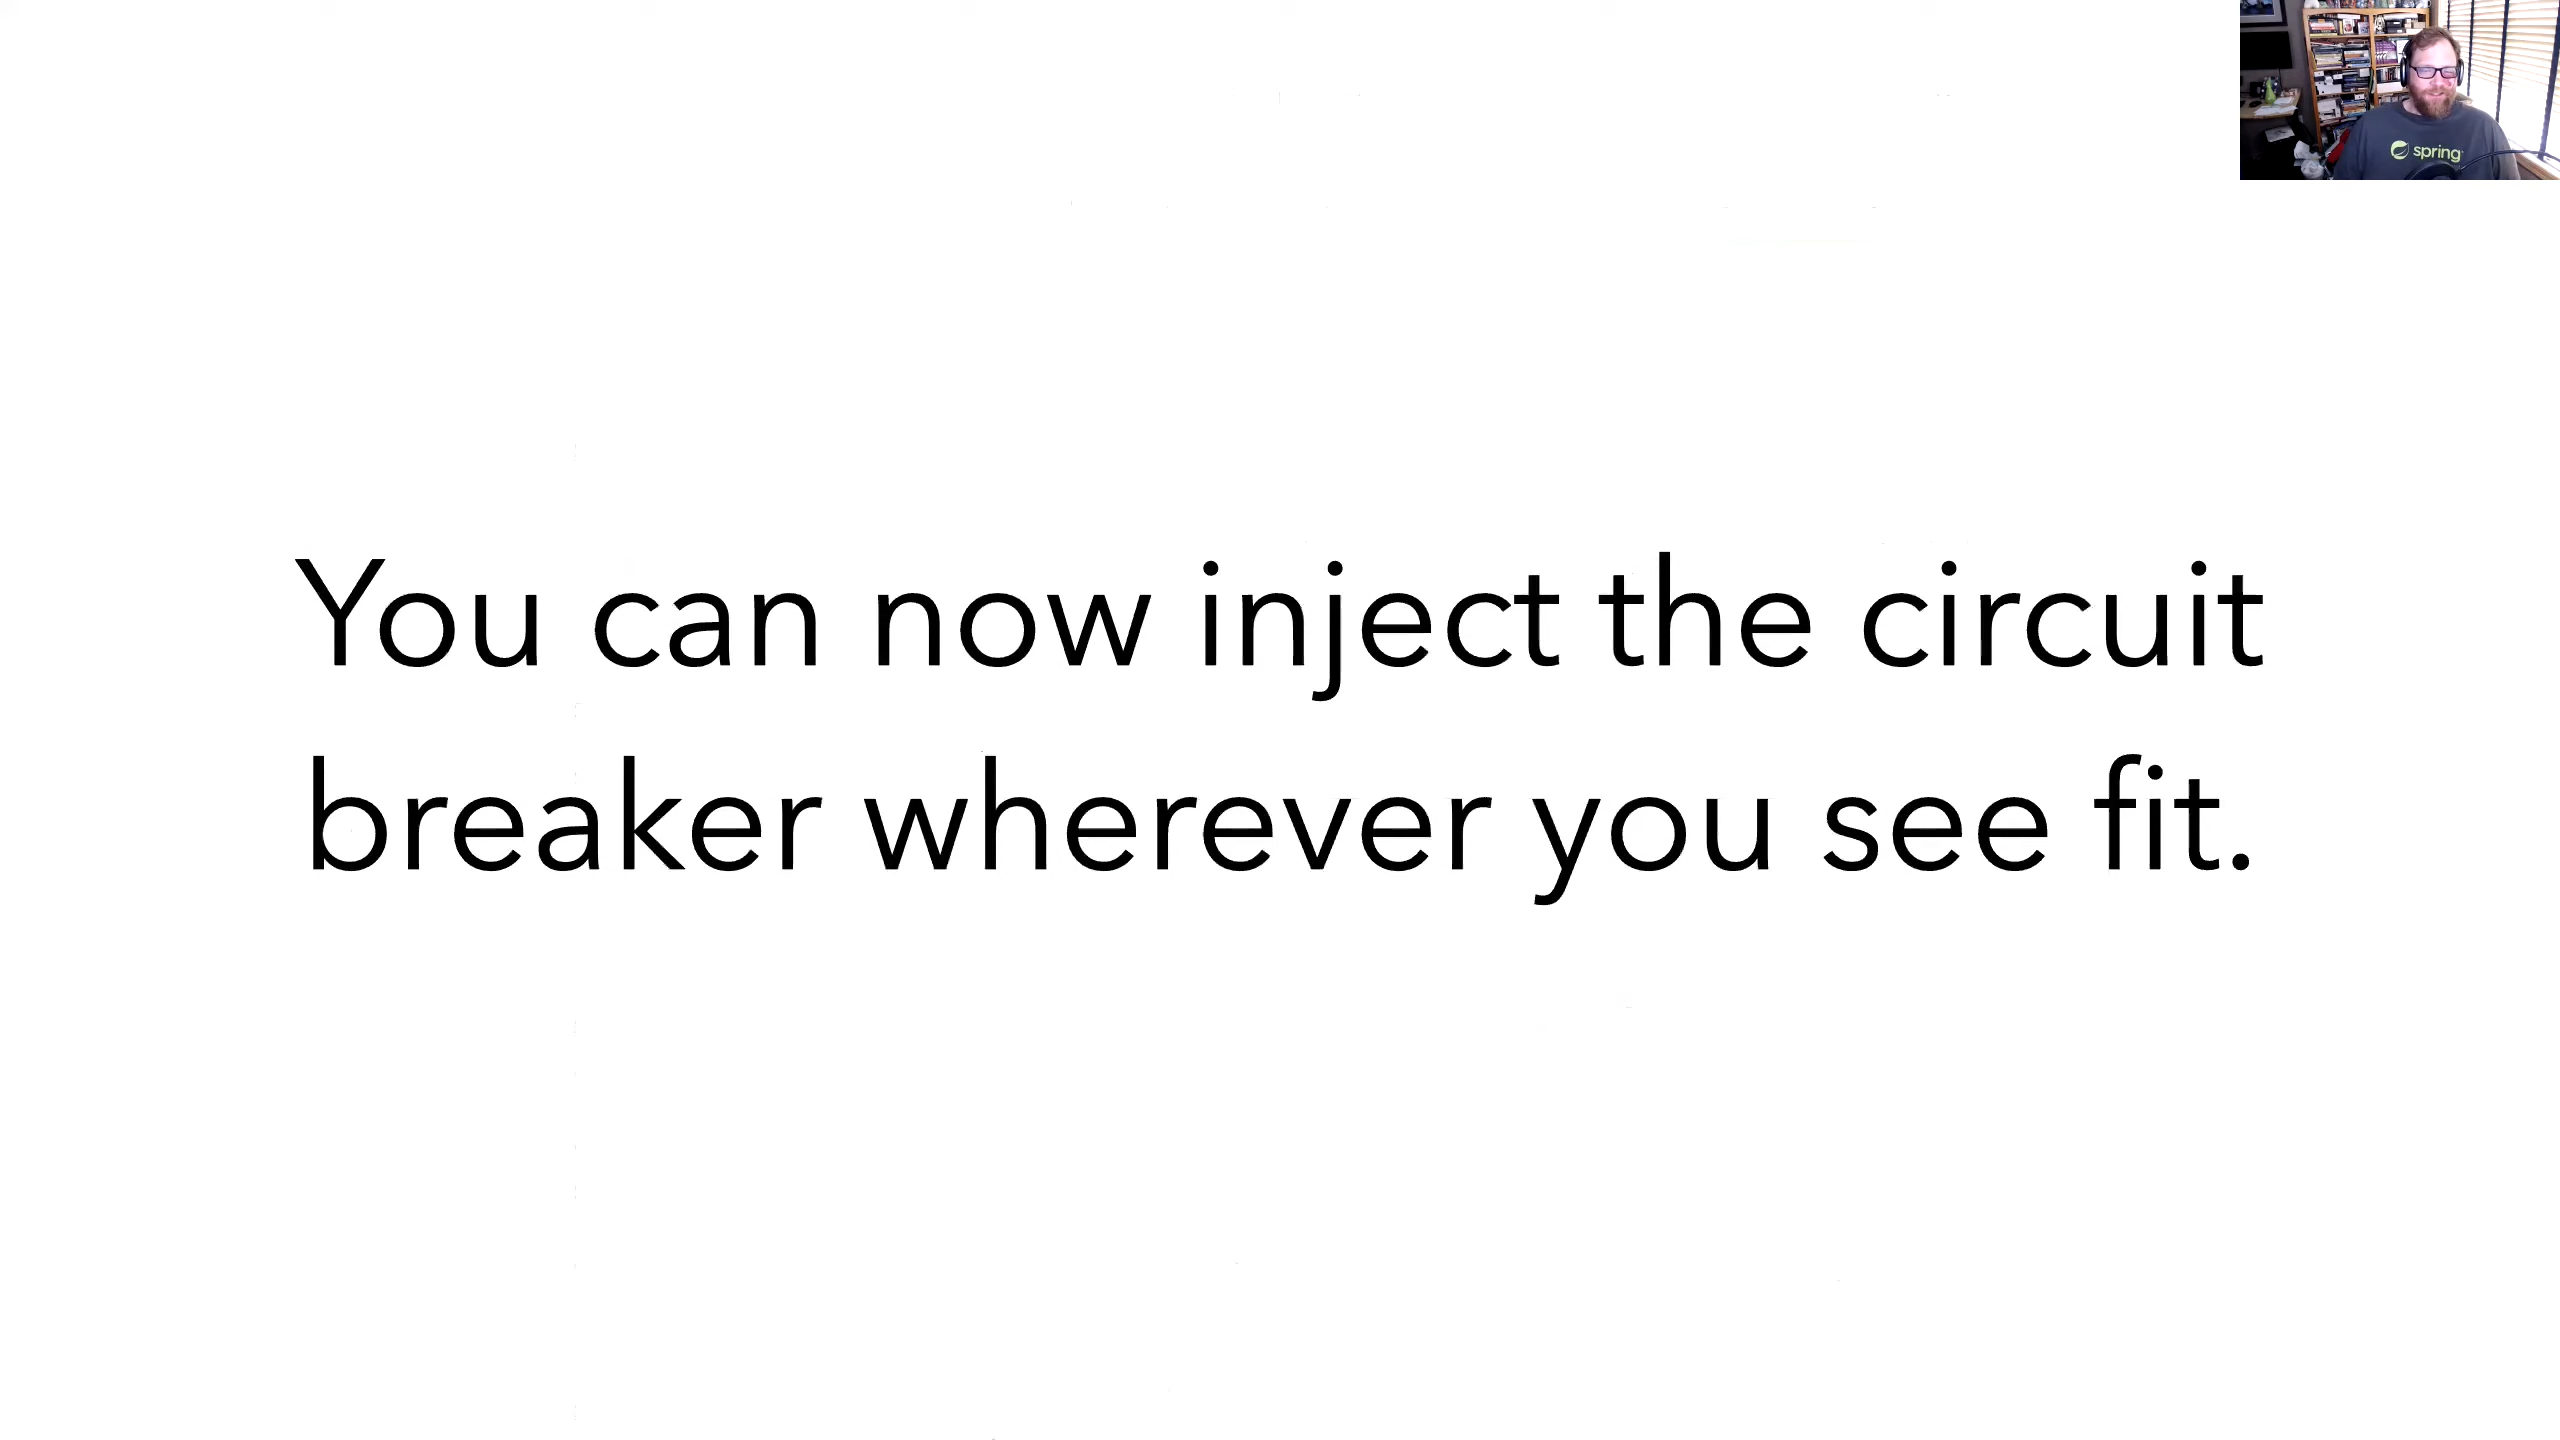 spring
You can now inject the circuit
breaker wherever you see fit.